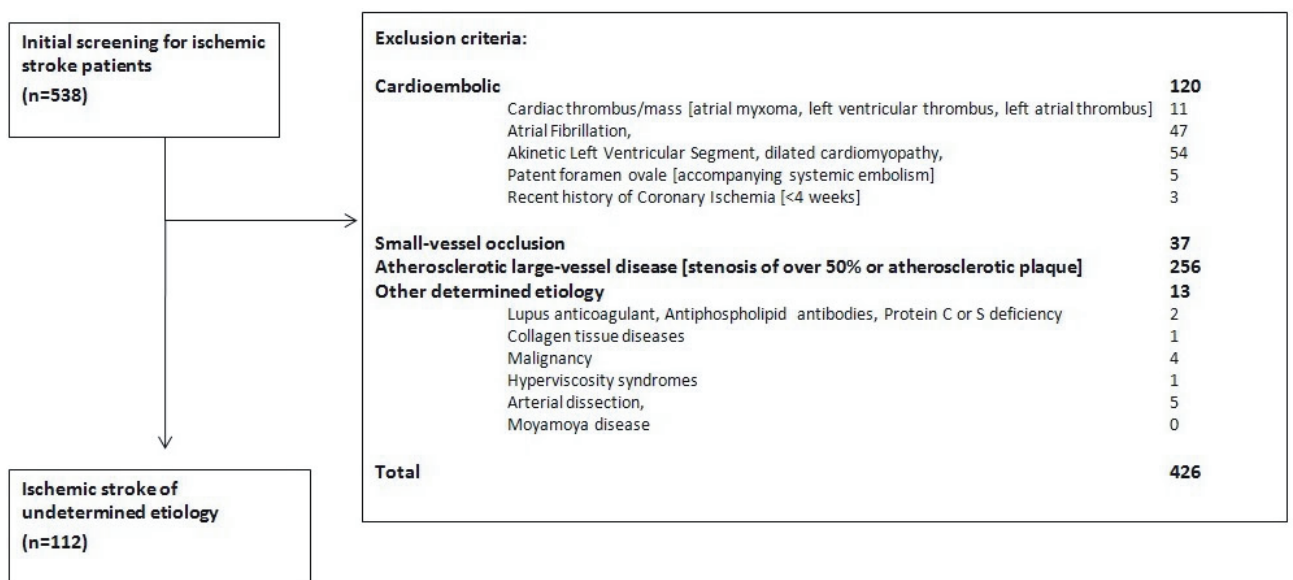 Initial screening for ischemic
stroke patients
(n=538)
Exclusion criteria:
Cardioembolic 120
Cardiac thrombus/mass [atrial myxoma, left ventricular thrombus, left atrial thrombus] 11
Atrial Fibrillation, 47
Akinetic Left Ventricular Segment, dilated cardiomyopathy, 54
Patent foramen ovale [accompanying systemic embolism] 5
Recent history of Coronary Ischemia [<4 weeks] 3
Small-vessel occlusion 37
Atherosclerotic large-vessel disease [stenosis of over 50% or atherosclerotic plaque] 256
Other determined etiology 13
Lupus anticoagulant, Antiphospholipid antibodies, Protein C or S deficiency 2
Collagen tissue diseases 1
Malignancy 4
Hyperviscosity syndromes 1
Arterial dissection, 5
Moyamoya disease 0
Total 426
Ischemic stroke of
undetermined etiology
(n=112)